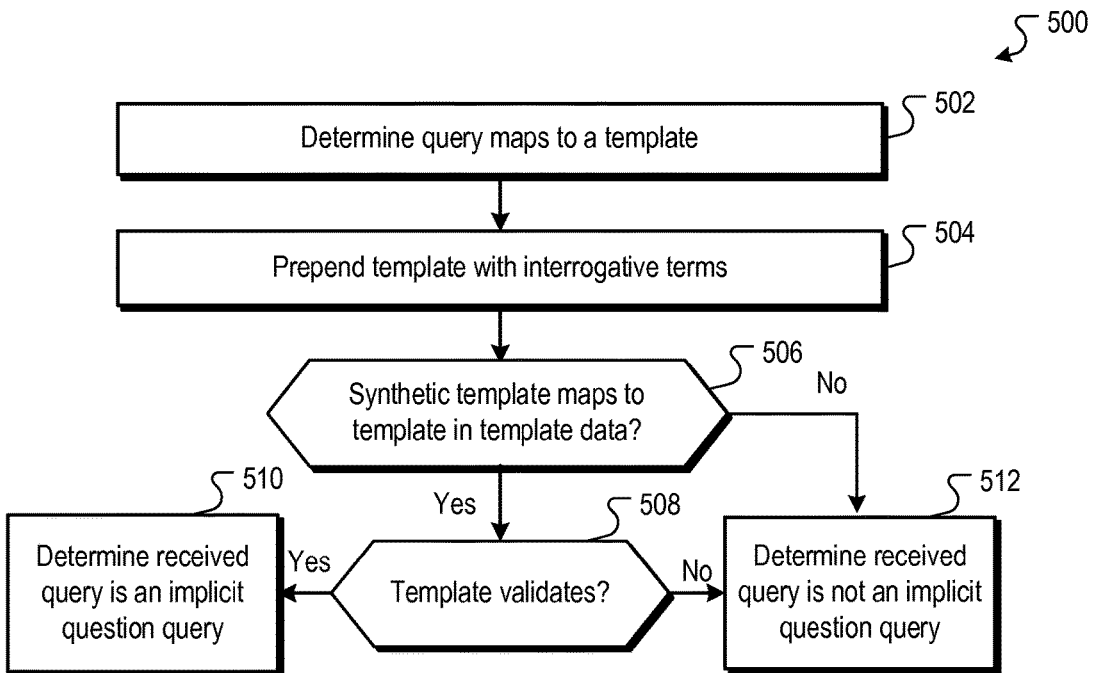 500
502
Determine query maps to a template
504
Prepend template with interrogative terms
506
No
Synthetic template maps to
template in template data?
510
Yes
508
512
Determine received
query is an implicit
question query
Yes
Template validates?
No
Determine received
query is not an implicit
question query